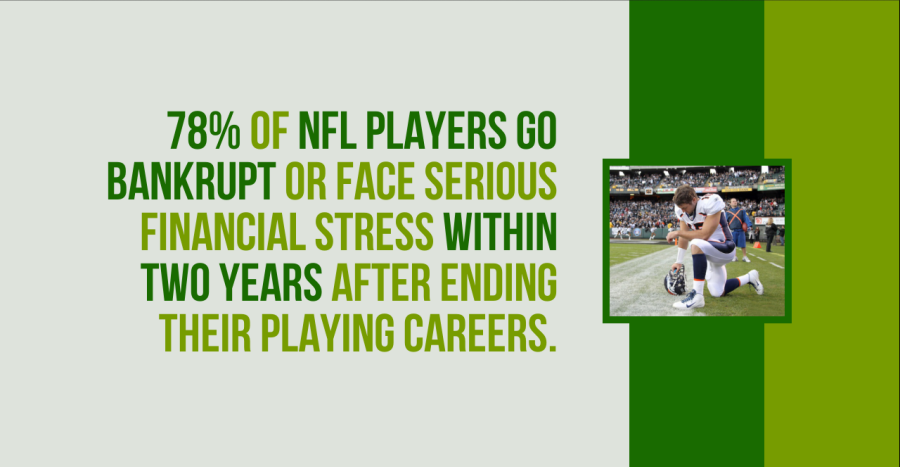 78% OF NFL PLAYERS GO
BANKRUPT OR FACE SERIOUS
FINANCIAL STRESS WITHIN
TWO YEARS AFTER ENDING
THEIR PLAYING CAREERS.